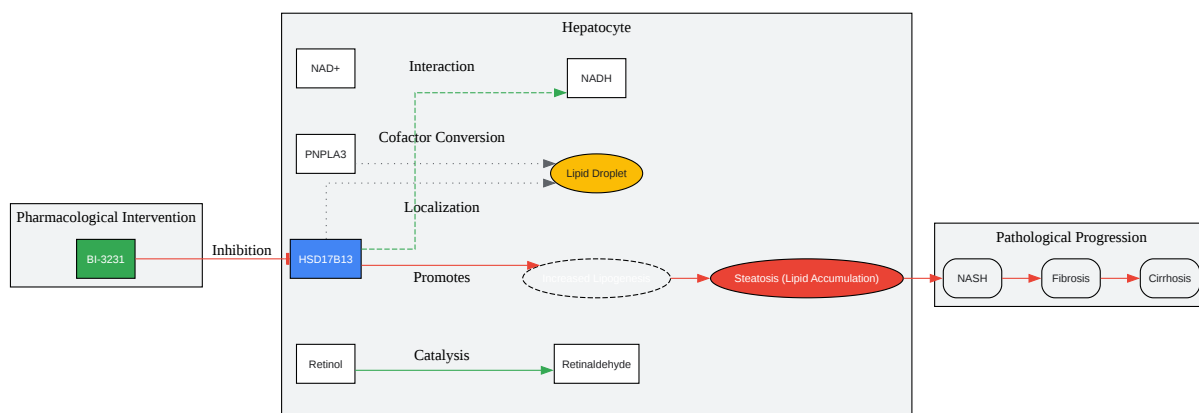 Hepatocyte
NAD+
Interaction
NADH
Cofactor Conversion
PNPLA3
Lipid Droplet
Localization
Pharmacological Intervention
BI-3231
Inhibition
HSD17B13
Promotes
Steatosis (Lipid Accumulation)
Pathological Progression
NASH
Fibrosis
Cirrhosis
Retinol
Catalysis
Retinaldehyde